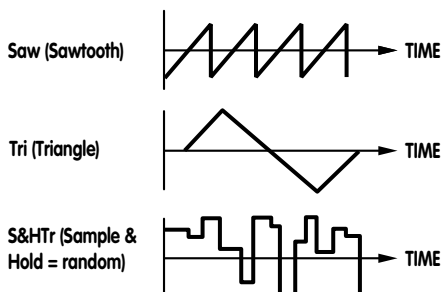 Saw (Sawtooth)
TIME
Tri (Triangle)
TIME
S&HTr (Sample &
Hold = random)
TIME